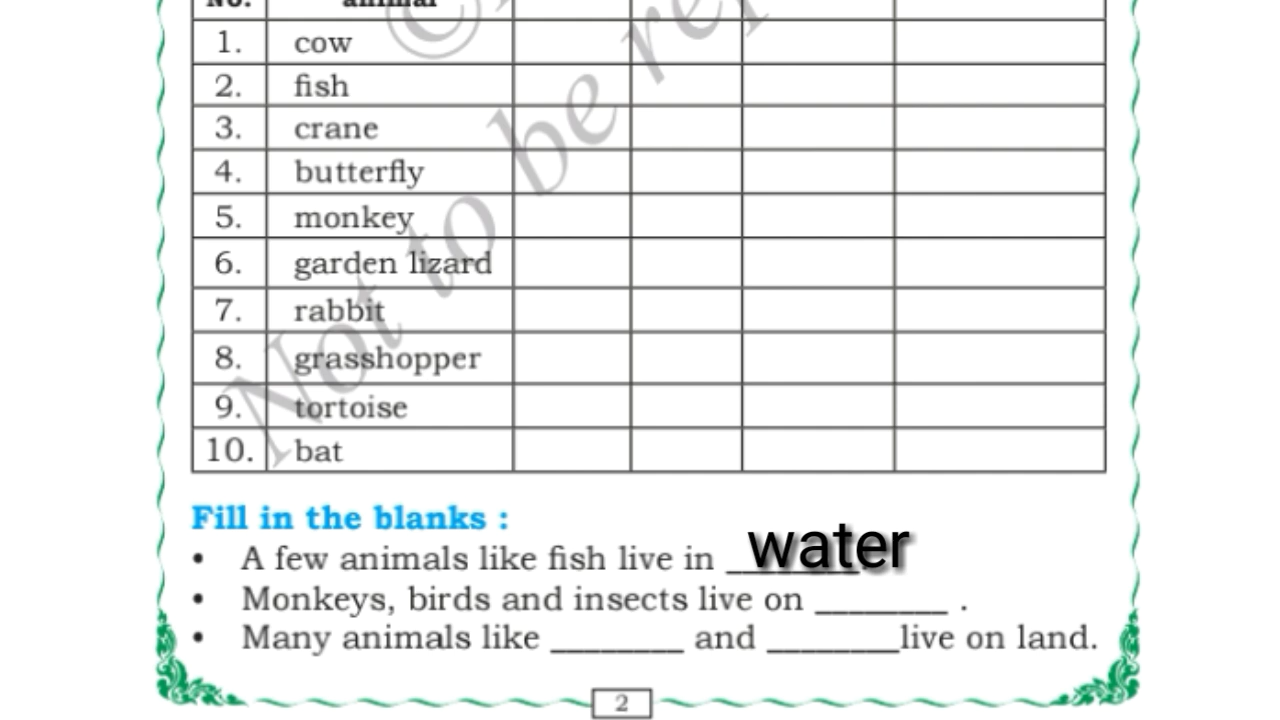 No. animal
1. cow
2. fish
3. crane
4. butterfly
5. monkey
6. garden lizard
7. rabbit
8. grasshopper
9. tortoise
10. bat
Not to be
Fill in the blanks :
• A few animals like fish live in ________ water
• Monkeys, birds and insects live on ________ .
• Many animals like ________ and ________live on land.
2